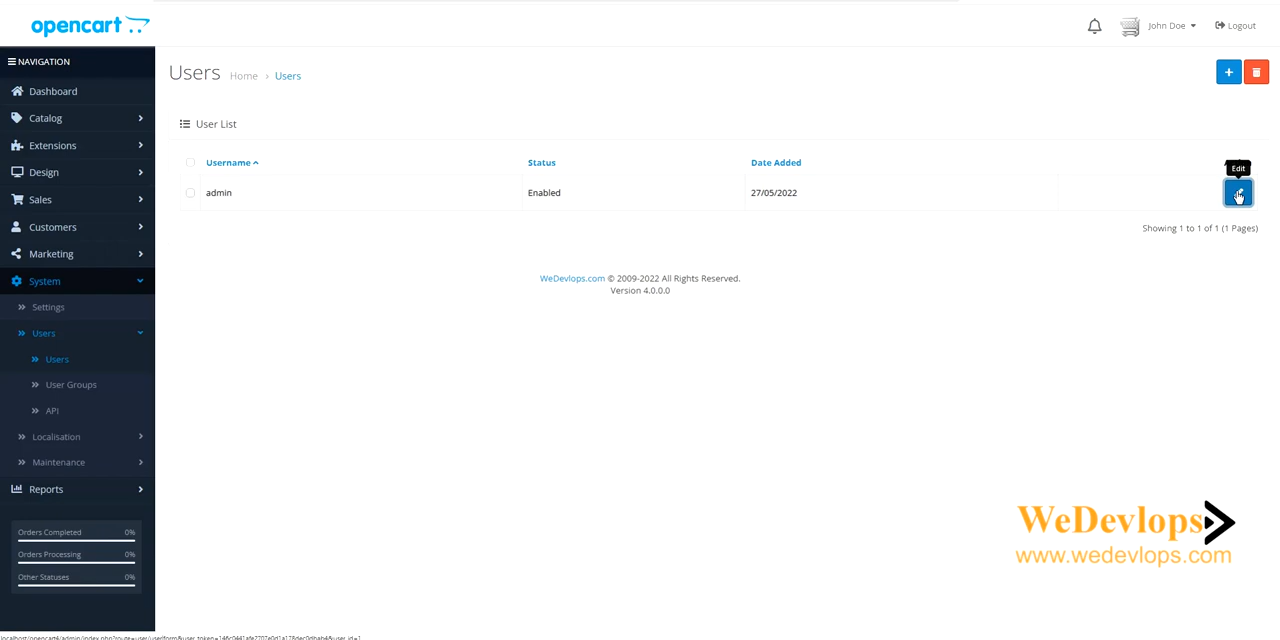 opencart
John Doe
Logout
NAVIGATION
Dashboard
Catalog
Extensions
Design
Sales
Customers
Marketing
System
Settings
Users
Users
User Groups
API
Localisation
Maintenance
Reports
Orders Completed 0%
Orders Processing 0%
Other Statuses 0%
Users Home › Users
User List
Username Status Date Added
Edit
admin Enabled 27/05/2022
Showing 1 to 1 of 1 (1 Pages)
WeDevlops.com © 2009-2022 All Rights Reserved.
Version 4.0.0.0
WeDevlops
www.wedevlops.com